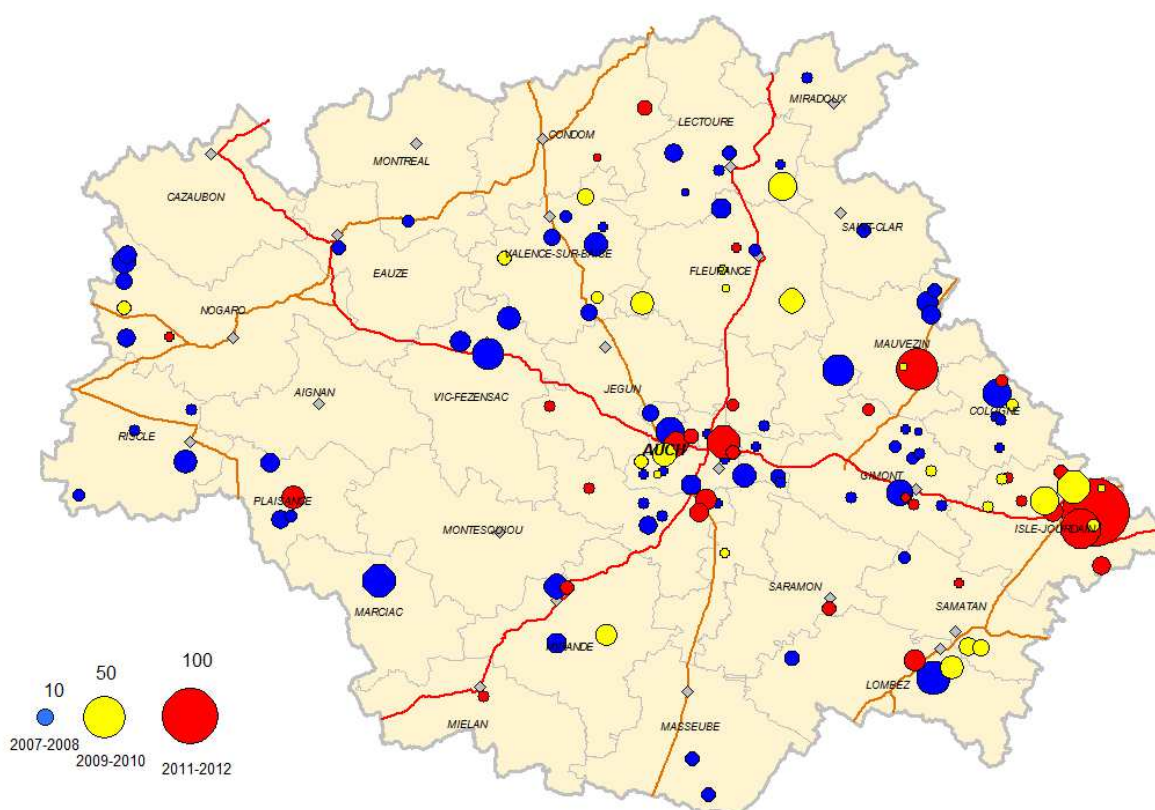 MIRADOUX
LECTOURE
CONDOM
MONTREAL
CAZAUBON
SAINT-CLAR
VALENCE-SUR-BAISE
FLEURANCE
EAUZE
NOGARO
MAUVEZIN
JEGUN
AIGNAN
VIC-FEZENSAC
COLOGNE
RISCLE
AUCH
GIMONT
PLAISANCE
MONTESQUIOU
ISLE-JOURDAIN
SARAMON
SAMATAN
MARCIAC
MIRANDE
LOMBEZ
MIELAN
MASSEUBE
10
50
100
2007-2008
2009-2010
2011-2012